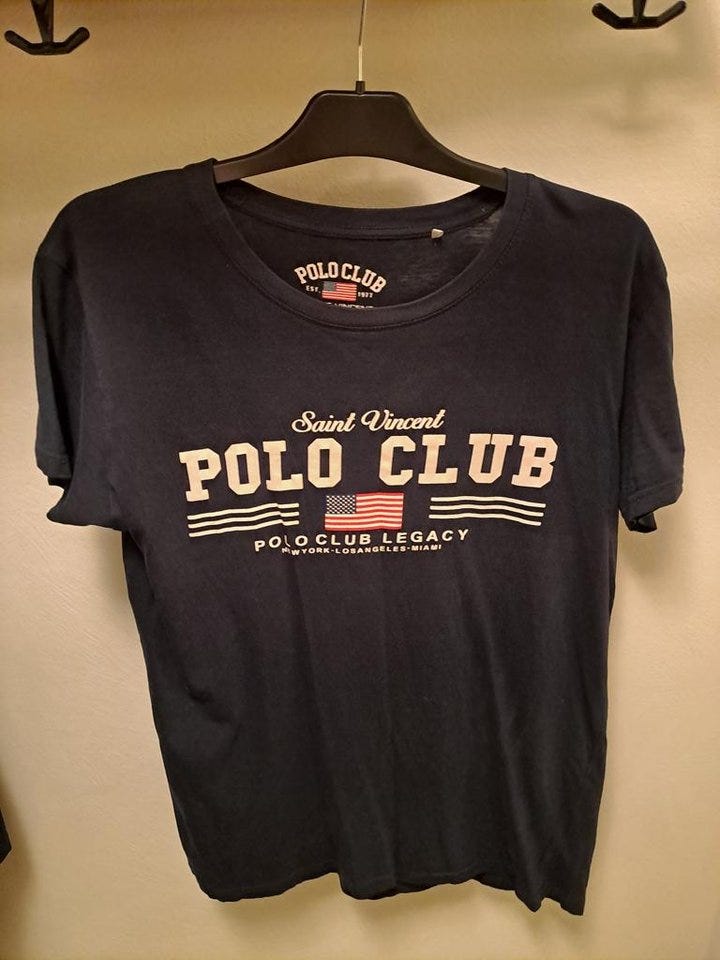 POLO CLUB
EST. 1977
Saint Vincent
POLO CLUB
POLO CLUB LEGACY
NEWYORK-LOSANGELES-MIAMI